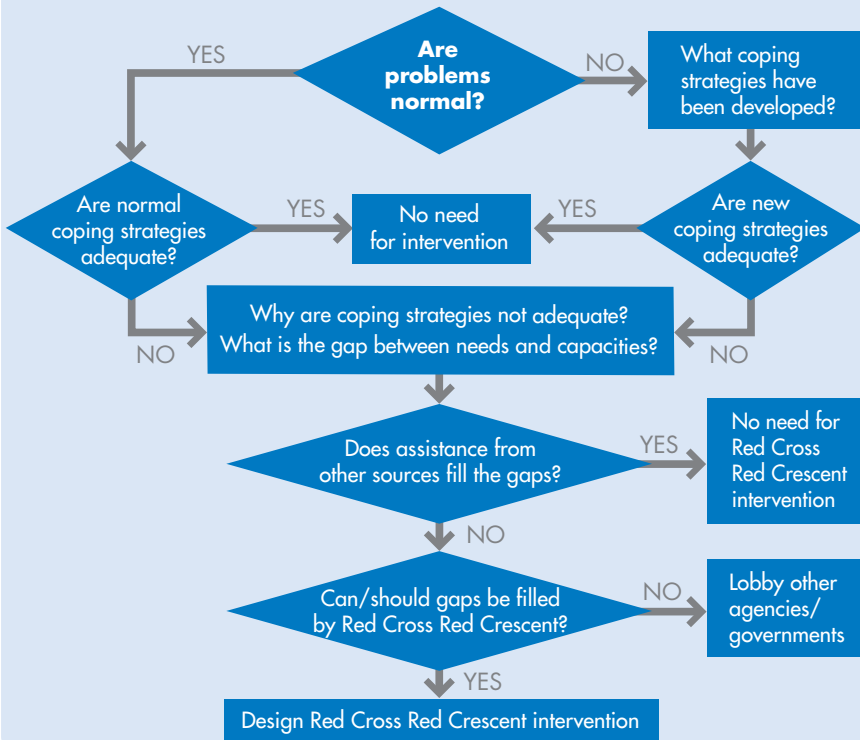 Are
problems
normal?
YES
NO
What coping
strategies have
been developed?
Are normal
coping strategies
adequate?
YES
No need
for intervention
YES
Are new
coping strategies
adequate?
NO
Why are coping strategies not adequate?
What is the gap between needs and capacities?
NO
Does assistance from
other sources fill the gaps?
YES
No need for
Red Cross
Red Crescent
intervention
NO
Can/should gaps be filled
by Red Cross Red Crescent?
NO
Lobby other
agencies/
governments
YES
Design Red Cross Red Crescent intervention